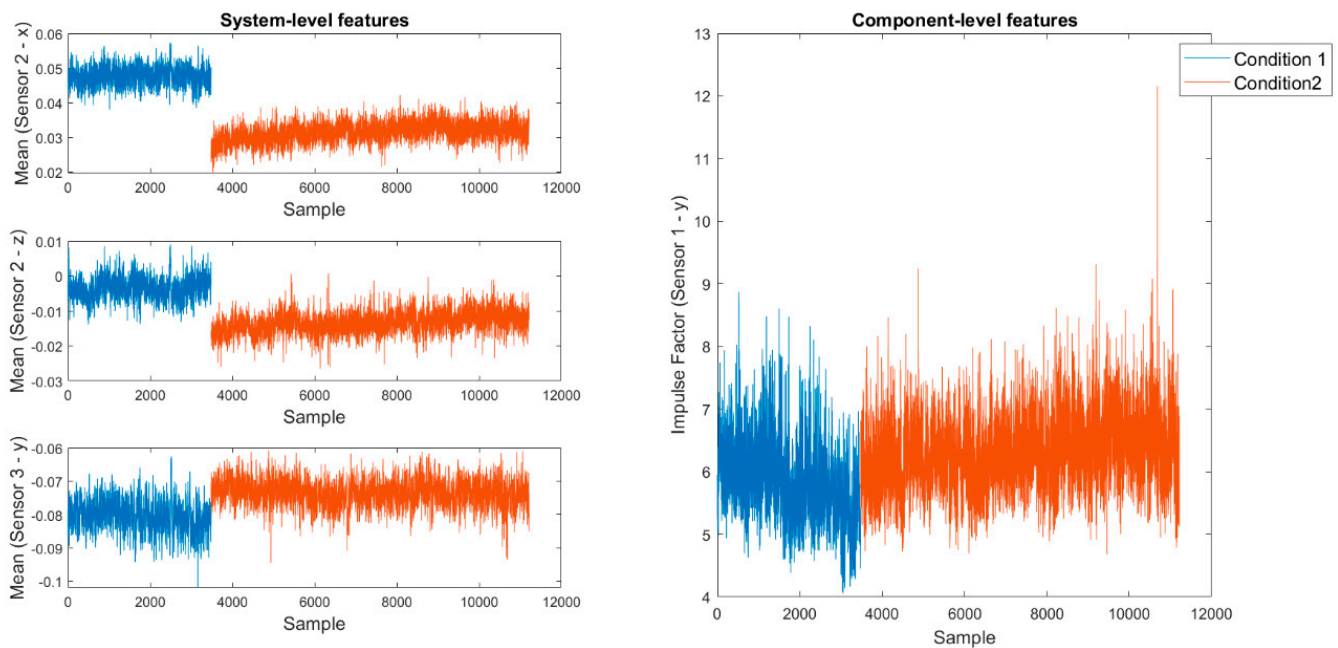 System-level features
Mean (Sensor 2 - x)
0.06
0.05
0.04
0.03
0.02
0 2000 4000 6000 8000 10000 12000
Sample
Mean (Sensor 2 - z)
0.01
0
-0.01
-0.02
-0.03
0 2000 4000 6000 8000 10000 12000
Sample
Mean (Sensor 3 - y)
-0.06
-0.07
-0.08
-0.09
-0.1
0 2000 4000 6000 8000 10000 12000
Sample
Component-level features
Impulse Factor (Sensor 1 - y)
13
12
11
10
9
8
7
6
5
4
0 2000 4000 6000 8000 10000 12000
Sample
Condition 1
Condition2